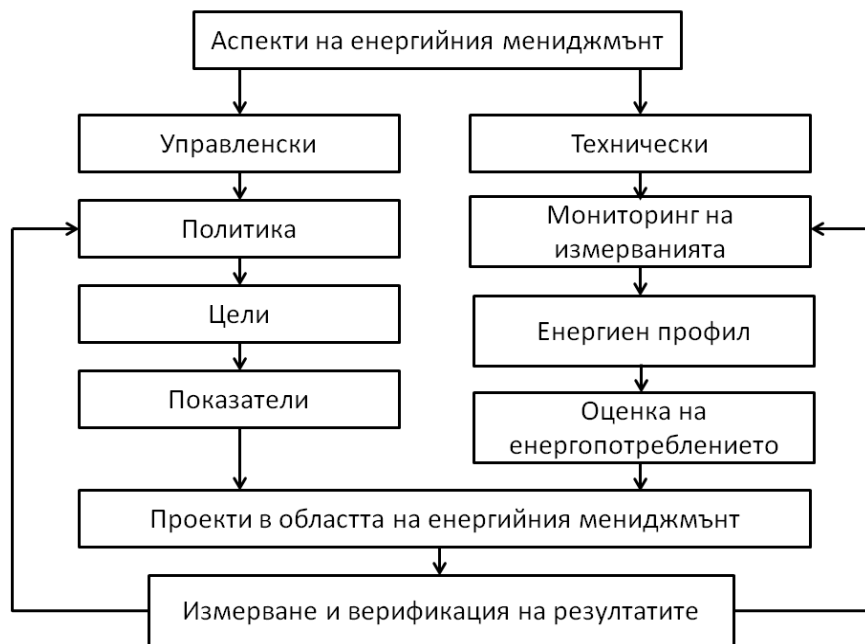 Аспекти на енергийния мениджмънт
Управленски
Технически
Политика
Мониторинг на
измерванията
Цели
Енергиен профил
Показатели
Оценка на
енергопотреблението
Проекти в областта на енергийния мениджмънт
Измерване и верификация на резултатите